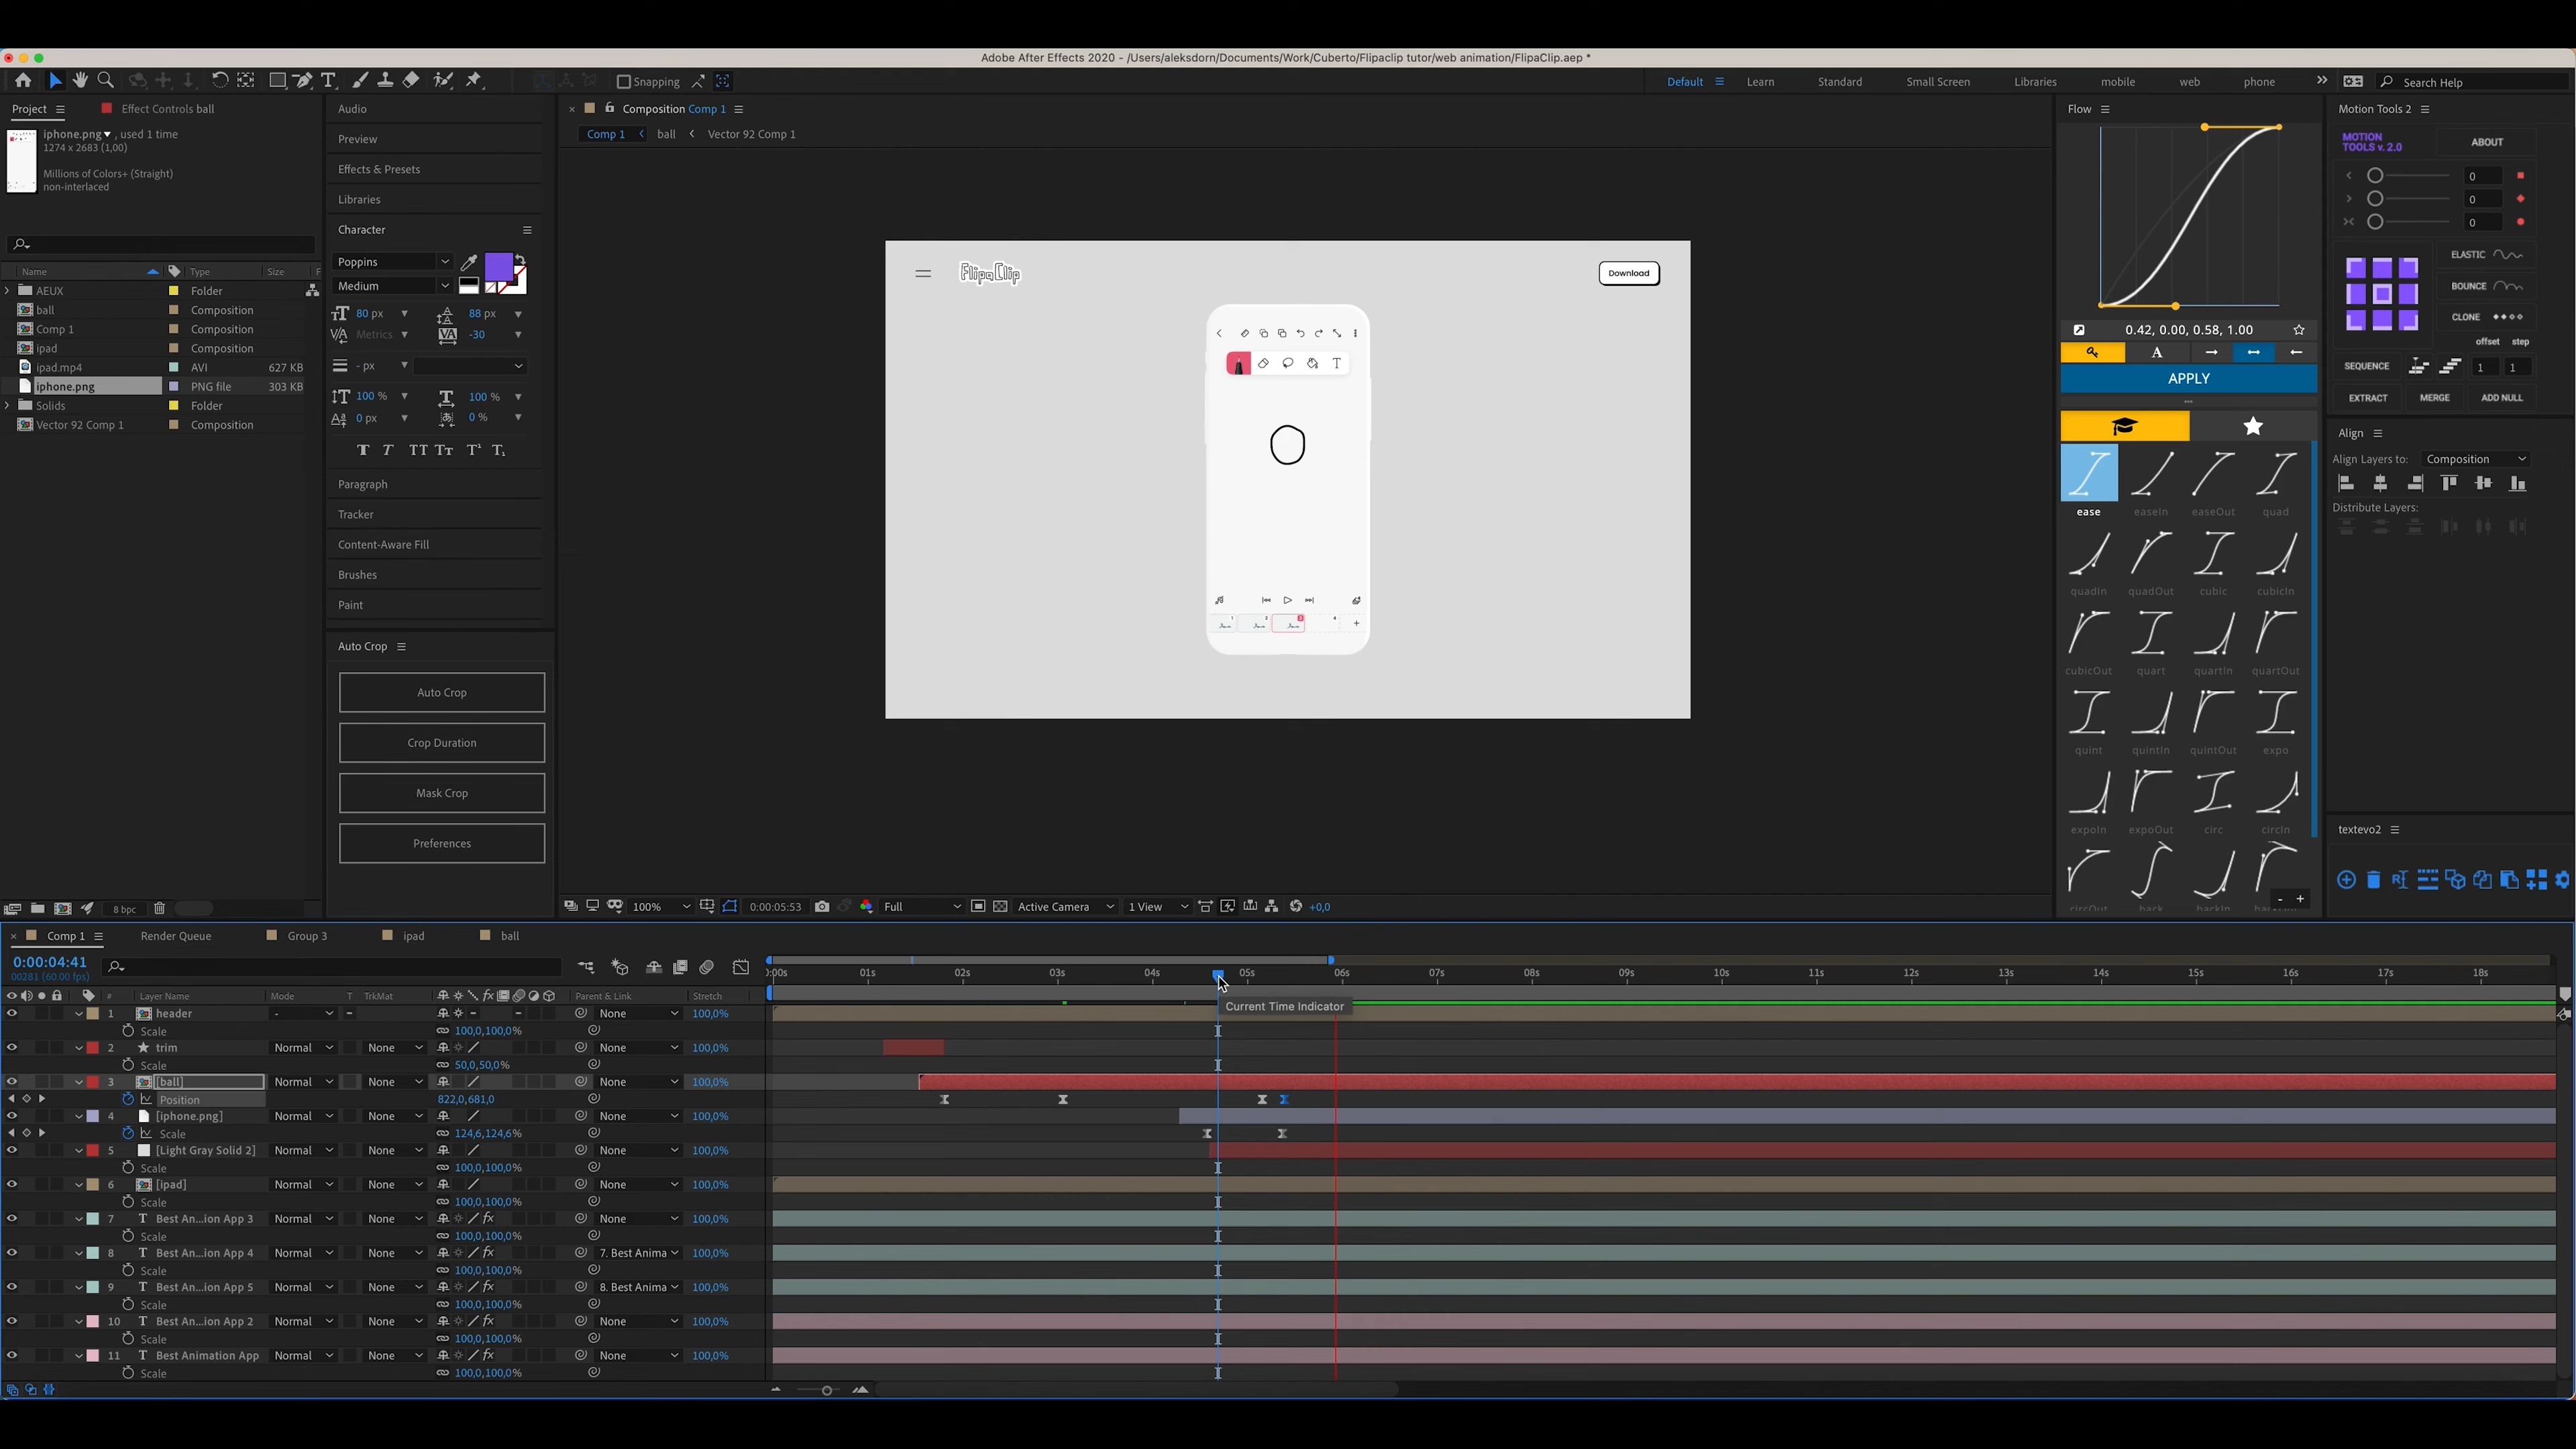 Adobe After Effects 2020 - /Users/aleksdorn/Documents/Work/Cuberto/Flipaclip tutor/web animation/FlipaClip.aep *
Snapping
Default
Learn
Standard
Small Screen
Libraries
mobile
web
phone
Search Help
Project
Effect Controls ball
iphone.png▾ , used 1 time
1274 x 2683 (1,00)
Millions of Colors+ (Straight)
non-interlaced
Name Type Size F
AEUX Folder
ball Composition
Comp 1 Composition
ipad Composition
ipad.mp4 AVI 627 KB
iphone.png PNG file 303 KB
Solids Folder
Vector 92 Comp 1 Composition
8 bpc
Audio
Preview
Effects & Presets
Libraries
Character
Poppins
Medium
80 px 88 px
Metrics -30
- px
100 % 100 %
0 px 0 %
Paragraph
Tracker
Content-Aware Fill
Brushes
Paint
Auto Crop
Auto Crop
Crop Duration
Mask Crop
Preferences
Composition Comp 1
Comp 1 ball Vector 92 Comp 1
FlipaClip
Download
T
1 2 3 4 +
100% 0:00:05:53 Full Active Camera 1 View +0,0
Flow
0.42, 0.00, 0.58, 1.00
A
APPLY
ease easeIn easeOut quad
quadIn quadOut cubic cubicIn
cubicOut quart quartIn quartOut
quint quintIn quintOut expo
expoIn expoOut circ circIn
circOut back backIn
- +
Motion Tools 2
MOTION
TOOLS v. 2.0
ABOUT
0
0
0
ELASTIC
BOUNCE
CLONE
offset step
SEQUENCE 1 1
EXTRACT MERGE ADD NULL
Align
Align Layers to: Composition
Distribute Layers:
textevo2
Comp 1
Render Queue
Group 3
ipad
ball
0:00:04:41
00281 (60.00 fps)
# Layer Name Mode T TrkMat Parent & Link Stretch
0:00s 01s 02s 03s 04s 05s 06s 07s 08s 09s 10s 11s 12s 13s 14s 15s 16s 17s 18s
Current Time Indicator
1 header - None 100,0%
Scale 100,0,100,0%
2 trim Normal None None 100,0%
Scale 50,0,50,0%
3 [ball] Normal None None 100,0%
Position 822,0,681,0
4 [iphone.png] Normal None None 100,0%
Scale 124,6,124,6%
5 [Light Gray Solid 2] Normal None None 100,0%
Scale 100,0,100,0%
6 [ipad] Normal None None 100,0%
Scale 100,0,100,0%
7 T Best An...ion App 3 Normal None None 100,0%
Scale 100,0,100,0%
8 T Best An...ion App 4 Normal None 7. Best Anima 100,0%
Scale 100,0,100,0%
9 T Best An...ion App 5 Normal None 8. Best Anima 100,0%
Scale 100,0,100,0%
10 T Best An...ion App 2 Normal None None 100,0%
Scale 100,0,100,0%
11 T Best Animation App Normal None None 100,0%
Scale 100,0,100,0%